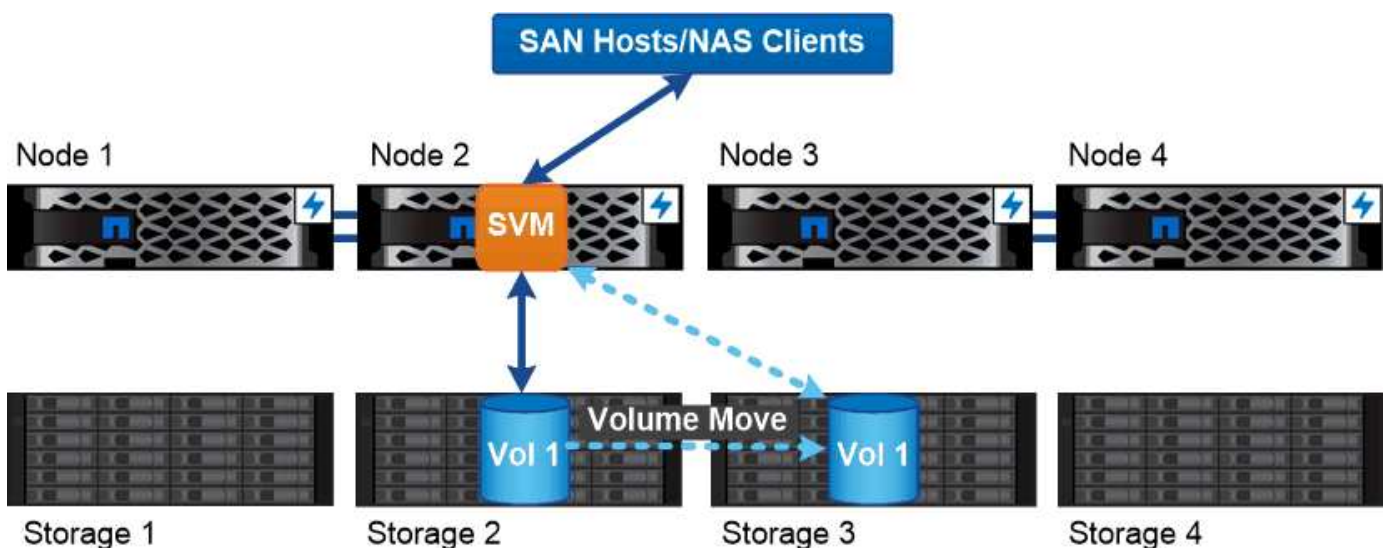 SAN Hosts/NAS Clients
Node 1
Node 2
Node 3
Node 4
SVM
Volume Move
Vol 1
Vol 1
Storage 1
Storage 2
Storage 3
Storage 4